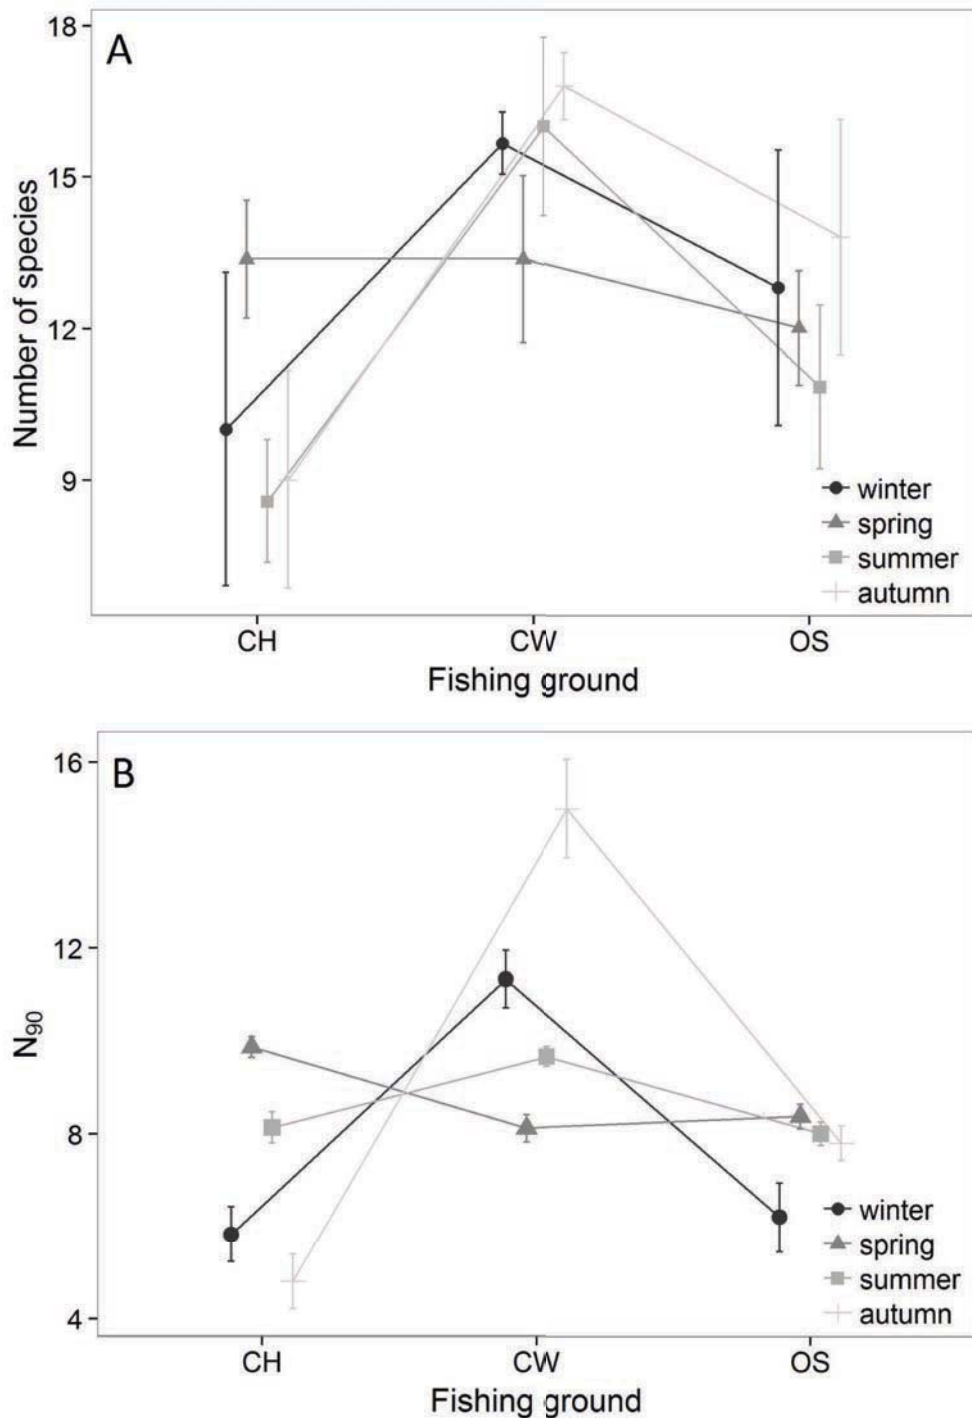 A
18
15
12
9
Number of species
winter
spring
summer
autumn
CH CW OS
Fishing ground
B
16
12
8
4
N₉₀
winter
spring
summer
autumn
CH CW OS
Fishing ground